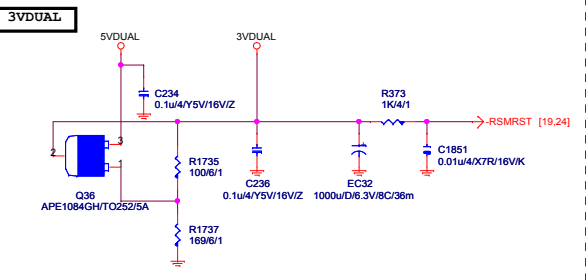 3VDUAL
5VDUAL
3VDUAL
C234
0.1u/4/Y5V/16V/Z
R373
1K/4/1
-RSMRST [19,24]
2
3
1
Q36
APE1084GH/TO252/5A
R1735
100/6/1
C236
0.1u/4/Y5V/16V/Z
EC32
1000u/D/6.3V/8C/36m
C1851
0.01u/4/X7R/16V/K
R1737
169/6/1